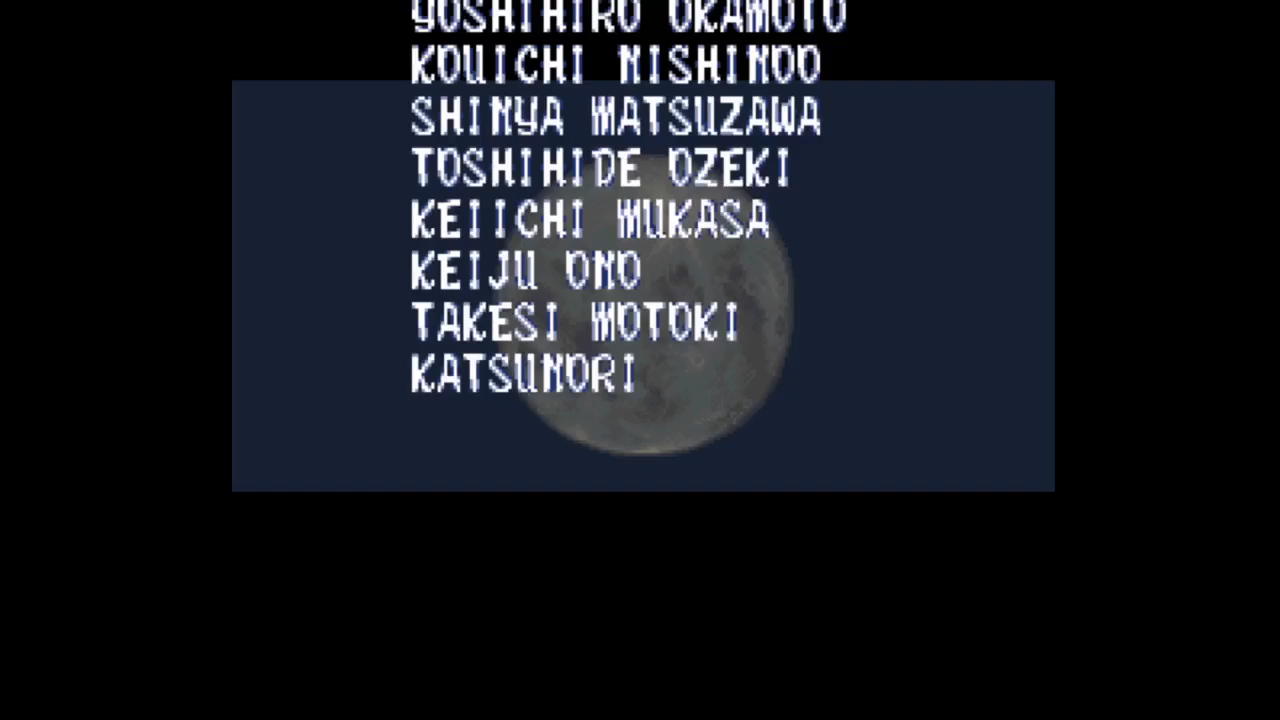 YOSHIHIRO OKAMOTO
KOUICHI NISHINOO
SHINYA MATSUZAWA
TOSHIHIDE OZEKI
KEIICHI MUKASA
KEIJU ONO
TAKESI MOTOKI
KATSUNORI